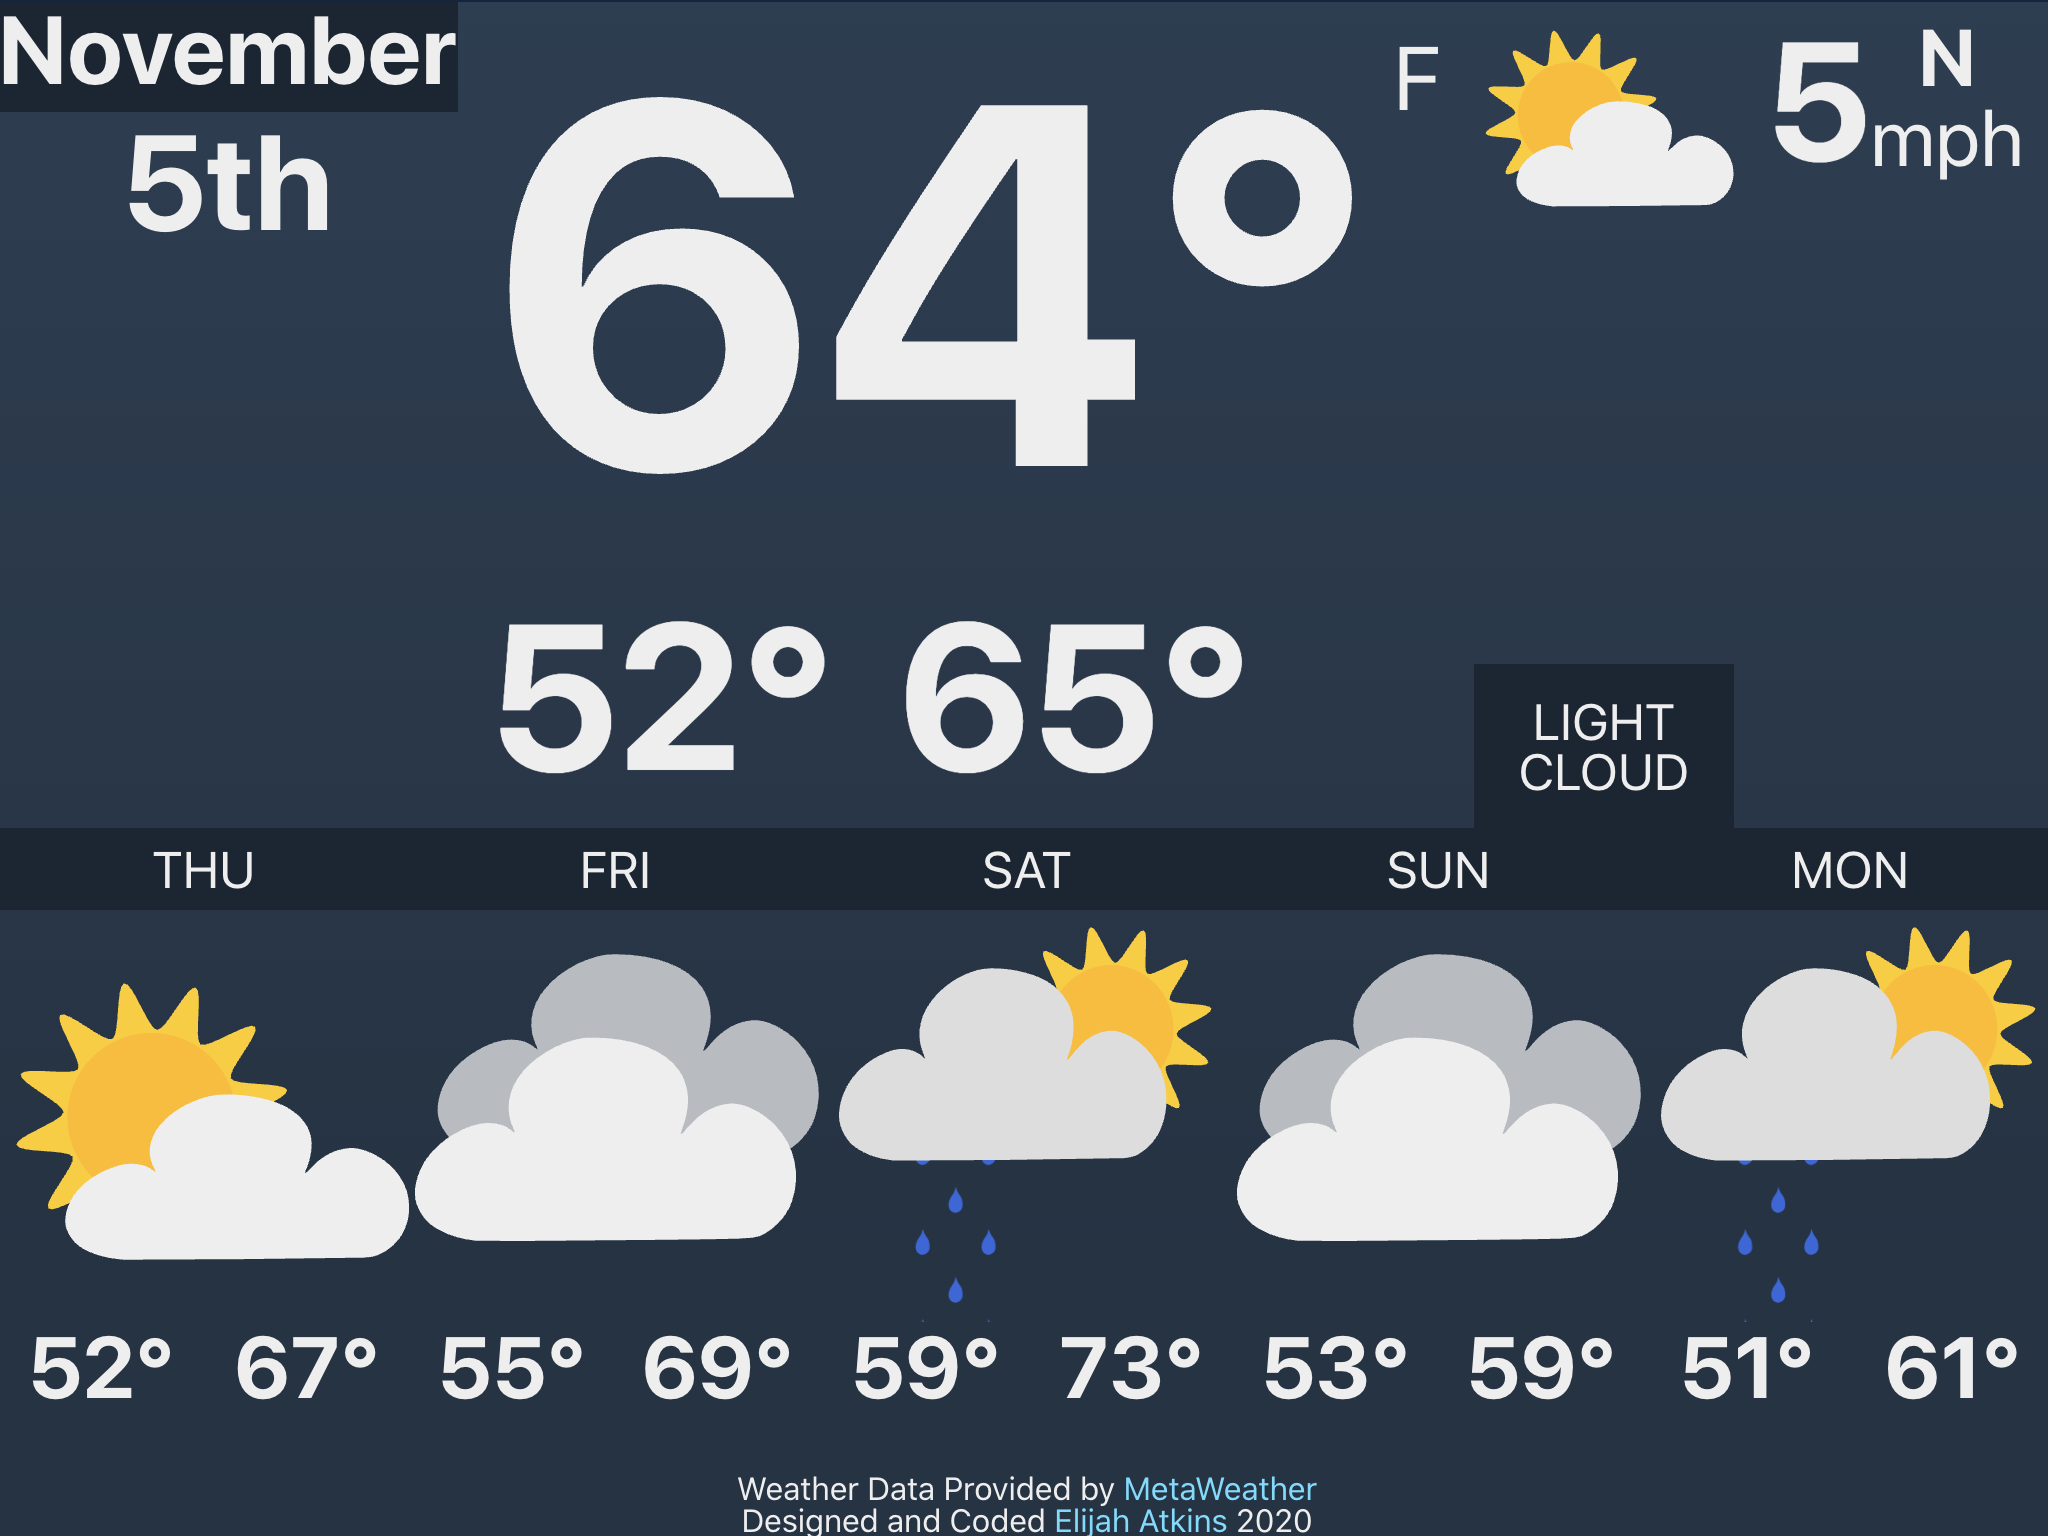 November
5th
64°
F
5
N
mph
52° 65°
LIGHT
CLOUD
THU FRI SAT SUN MON
52° 67° 55° 69° 59° 73° 53° 59° 51° 61°
Weather Data Provided by MetaWeather
Designed and Coded Elijah Atkins 2020